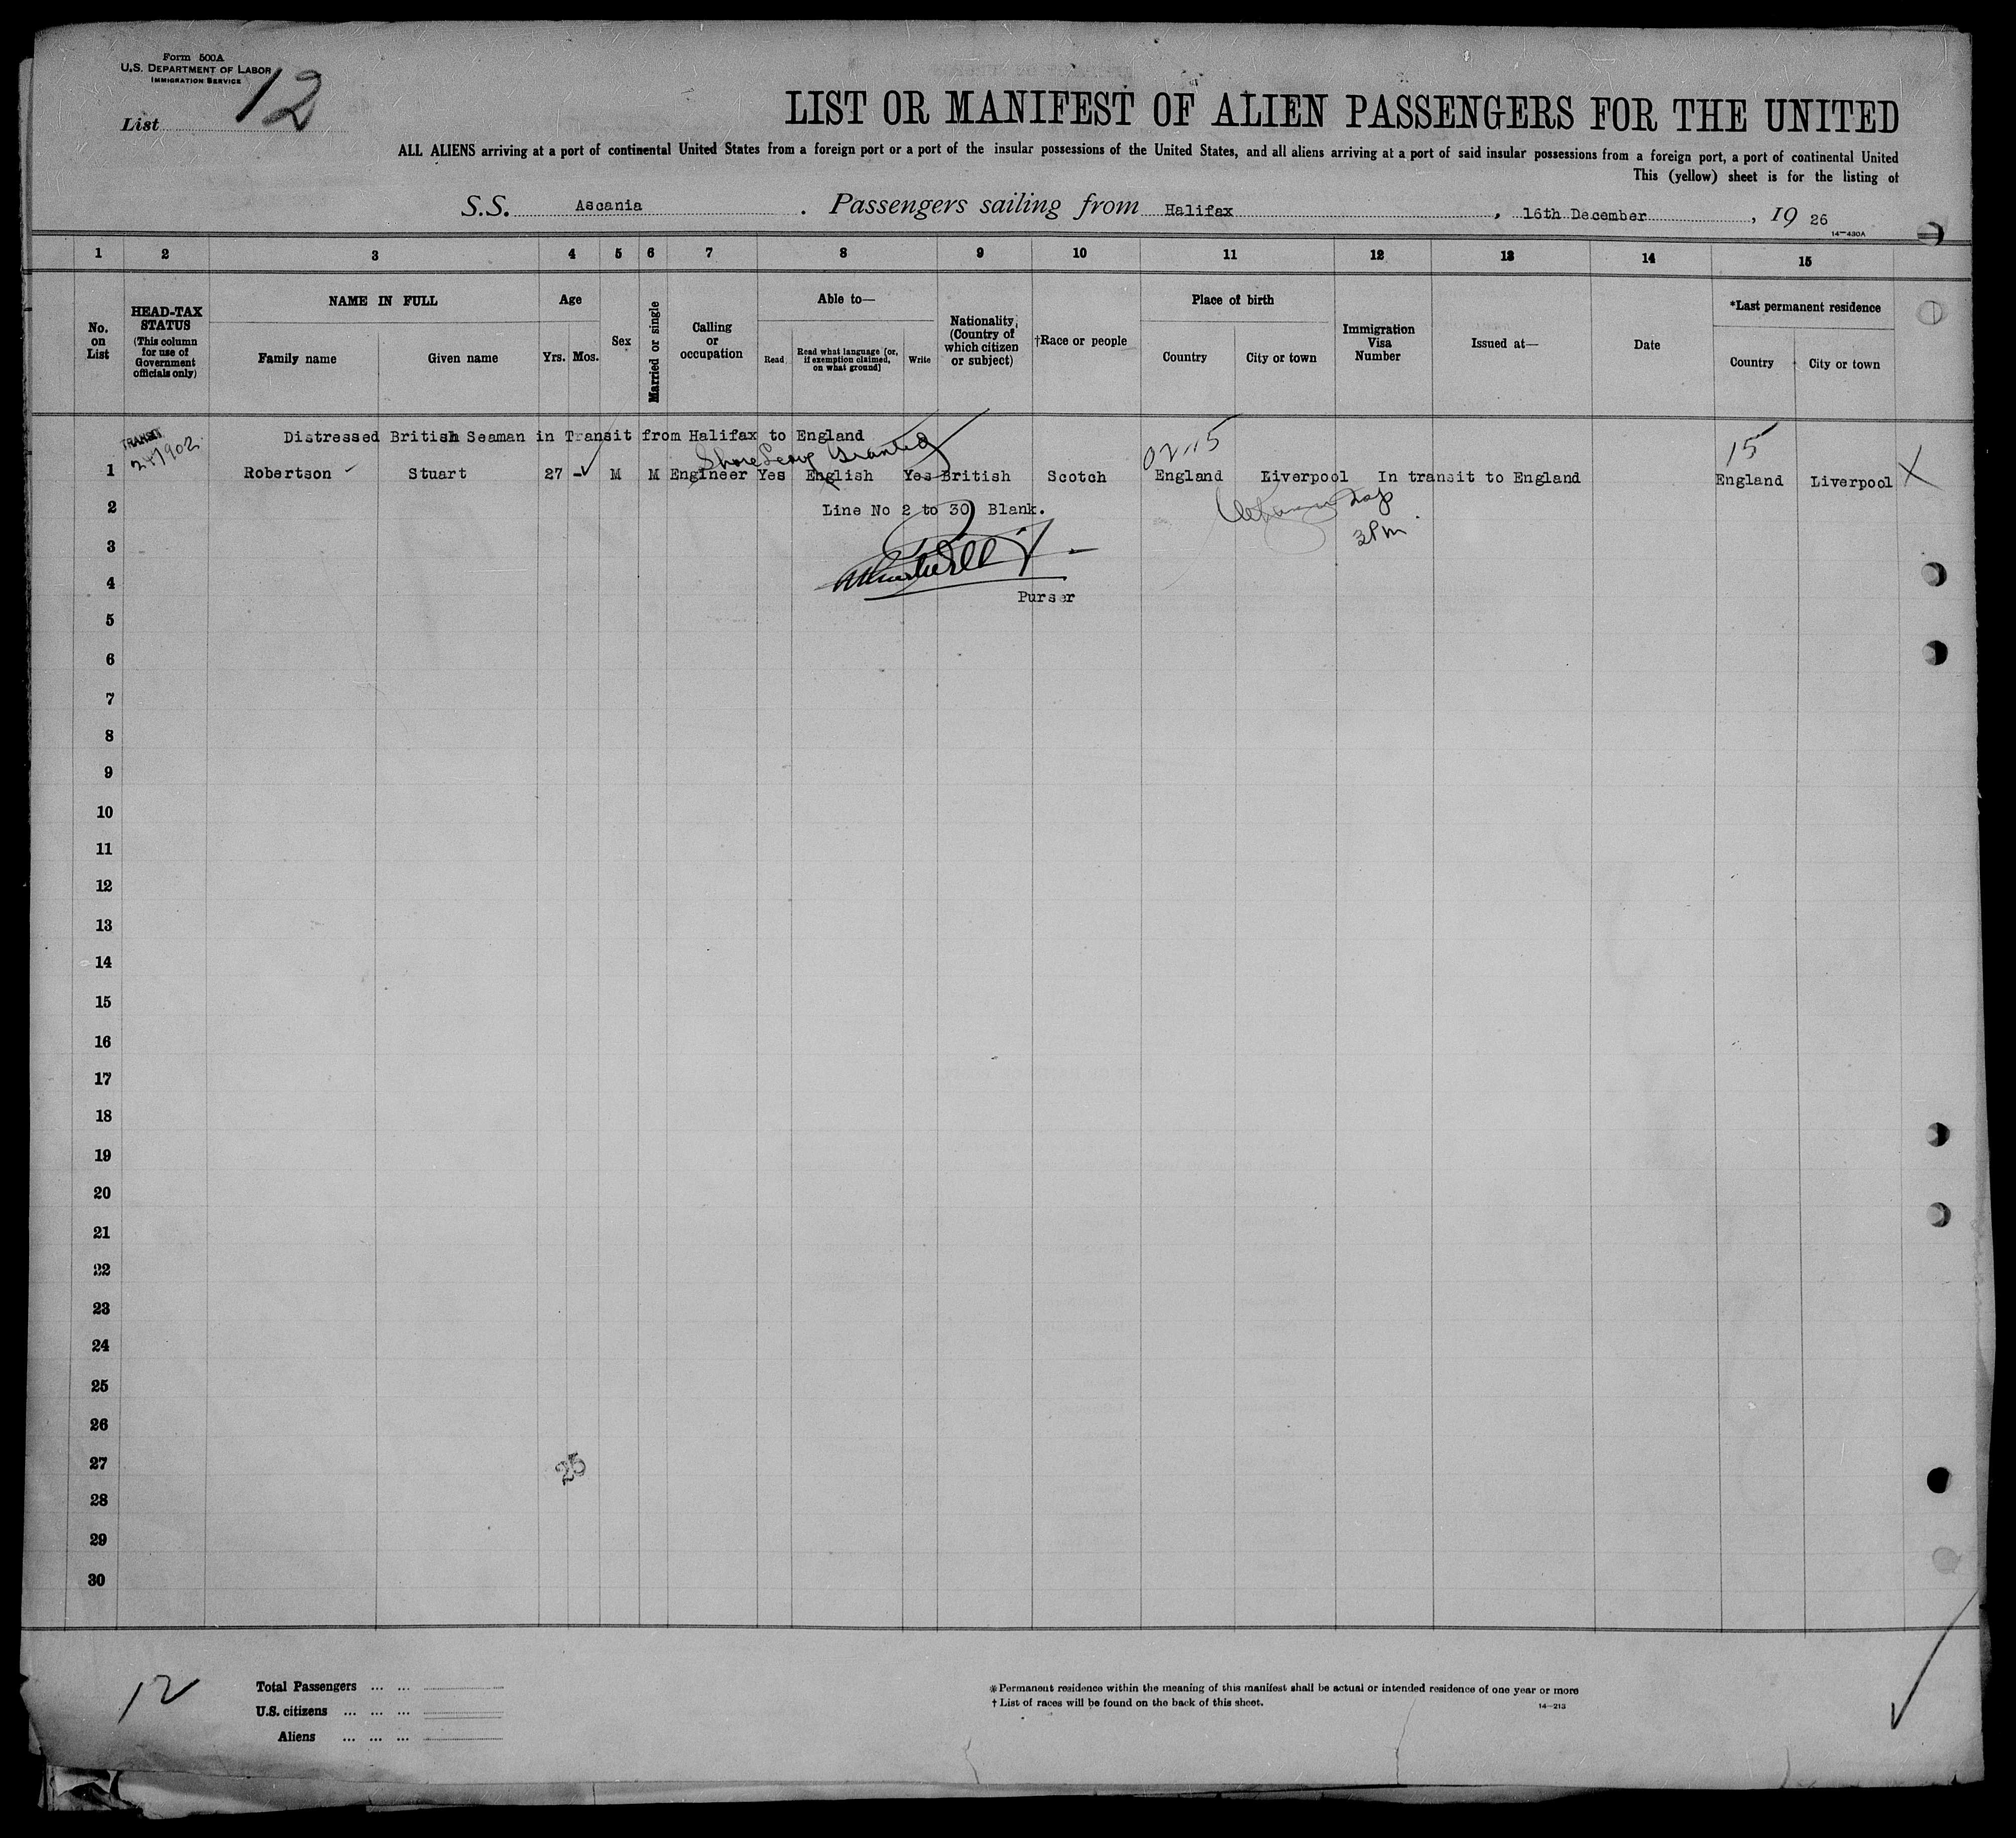 Form 500A
U.S. DEPARTMENT OF LABOR
IMMIGRATION SERVICE
List 12
LIST OR MANIFEST OF ALIEN PASSENGERS FOR THE UNITED
ALL ALIENS arriving at a port of continental United States from a foreign port or a port of the insular possessions of the United States, and all aliens arriving at a port of said insular possessions from a foreign port, a port of continental United
This (yellow) sheet is for the listing of
S.S. Ascania . Passengers sailing from Halifax , 16th December , 19 26
14—430A
1 2 3 4 5 6 7 8 9 10 11 12 13 14 15
No. on List
HEAD-TAX STATUS (This column for use of Government officials only)
NAME IN FULL
Family name Given name
Age
Yrs. Mos.
Sex
Married or single
Calling or occupation
Able to—
Read Read what language [or, if exemption claimed, on what ground] Write
Nationality (Country of which citizen or subject)
†Race or people
Place of birth
Country City or town
Immigration Visa Number
Issued at—
Date
*Last permanent residence
Country City or town
TRANSIT
Distressed British Seaman in Transit from Halifax to England
Shore Leave Granted
02 " 5
15
1 Robertson Stuart 27 - M M Engineer Yes English Yes British Scotch England Liverpool In transit to England England Liverpool X
2 Line No 2 to 30 Blank.
3 3 Pm
4
Purser
5
6
7
8
9
10
11
12
13
14
15
16
17
18
19
20
21
22
23
24
25
26
27 25
28
29
30
12
Total Passengers ... ...
U.S. citizens ... ... ...
Aliens ... ... ...
*Permanent residence within the meaning of this manifest shall be actual or intended residence of one year or more
† List of races will be found on the back of this sheet.
14—213